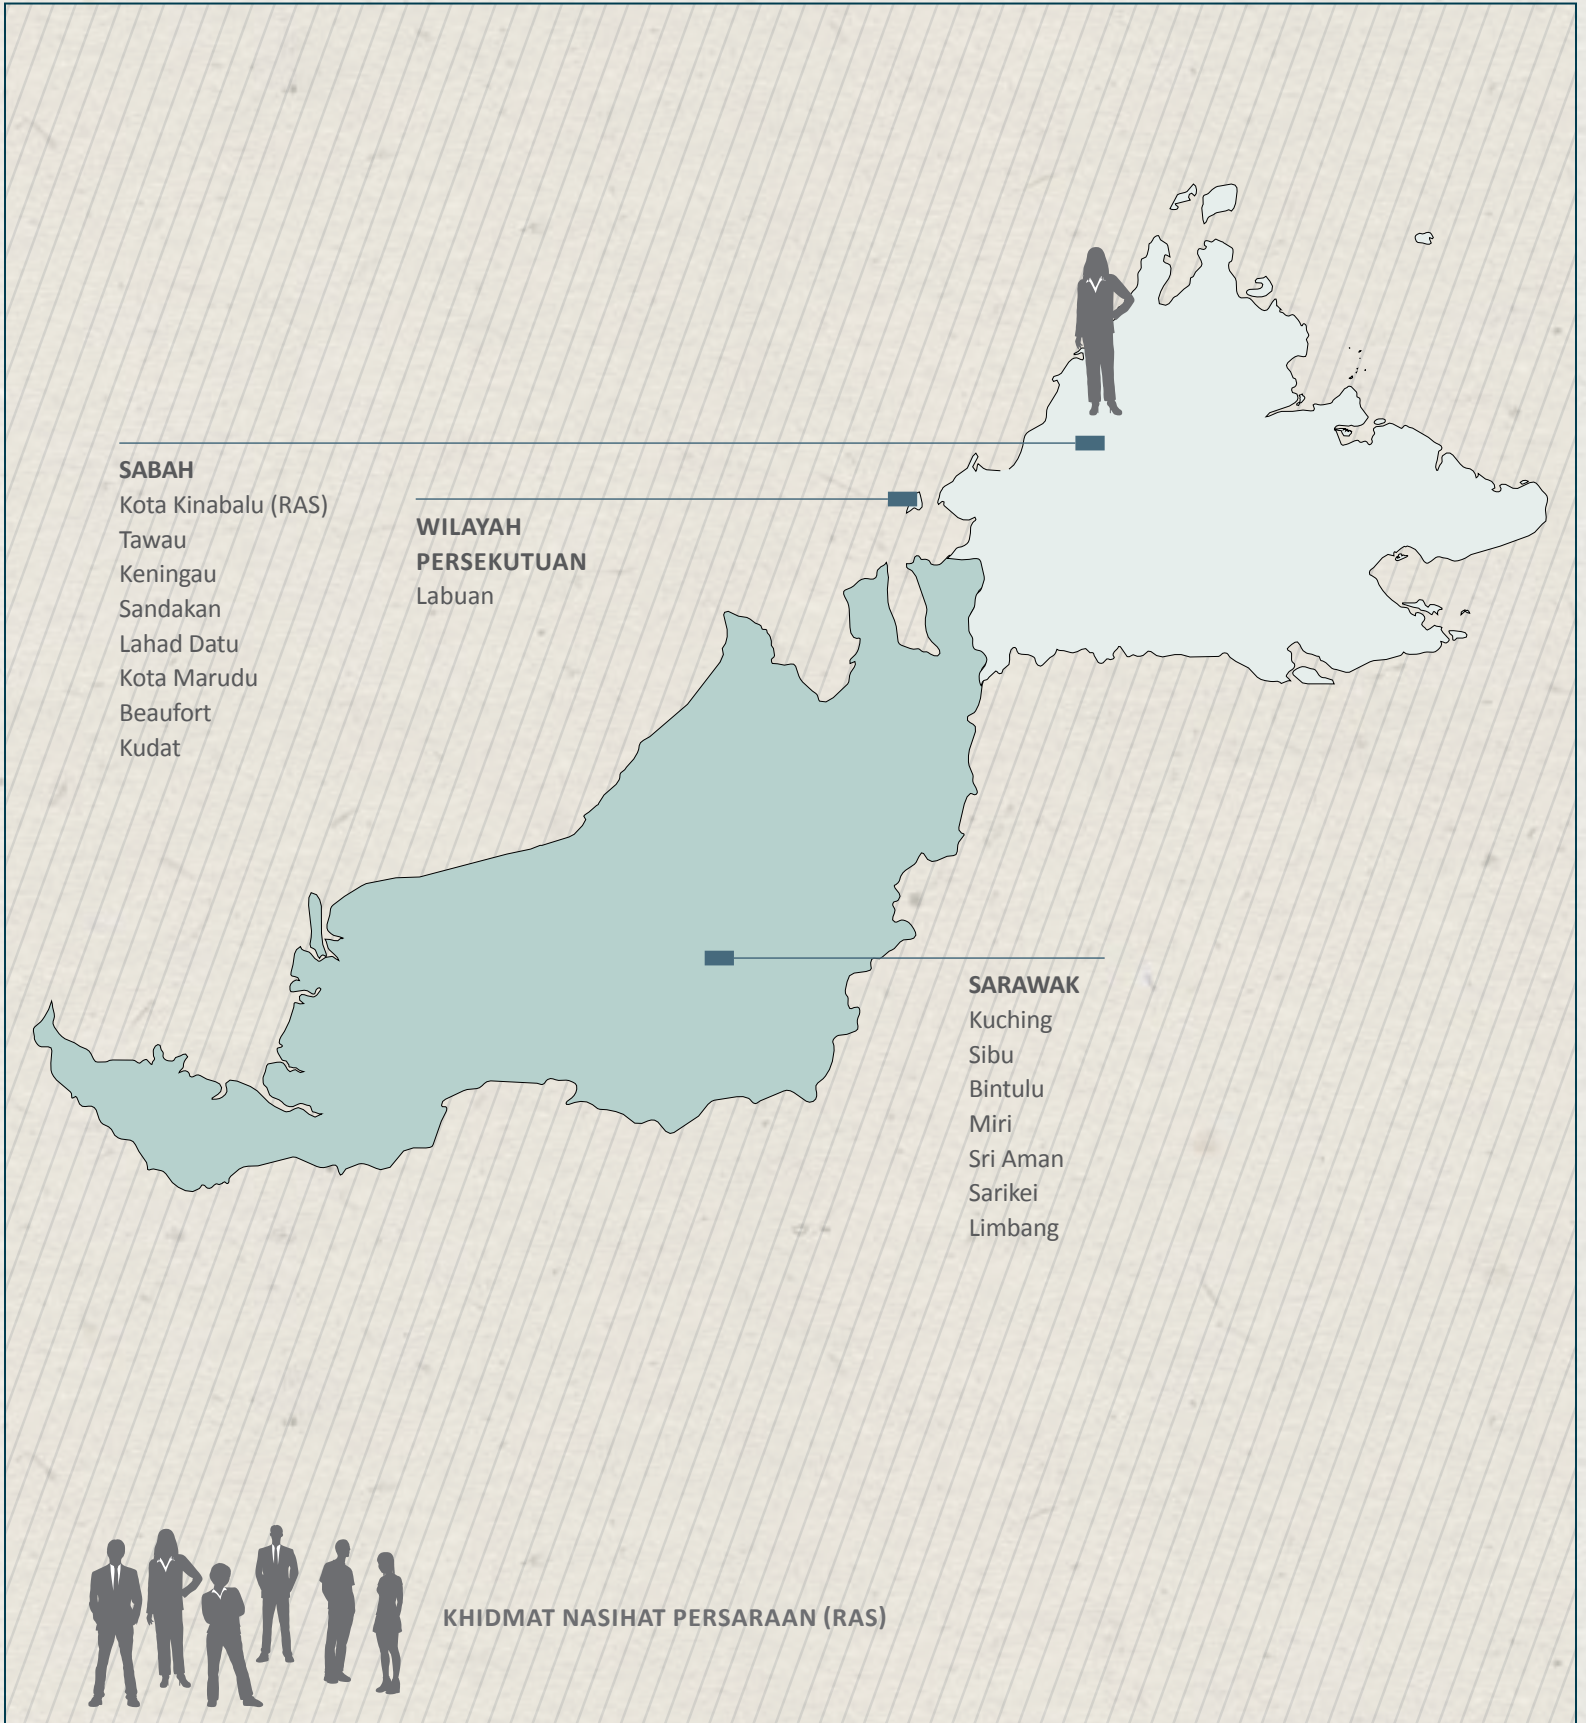 SABAH
Kota Kinabalu (RAS)
Tawau
Keningau
Sandakan
Lahad Datu
Kota Marudu
Beaufort
Kudat
WILAYAH
PERSEKUTUAN
Labuan
SARAWAK
Kuching
Sibu
Bintulu
Miri
Sri Aman
Sarikei
Limbang
KHIDMAT NASIHAT PERSARAAN (RAS)